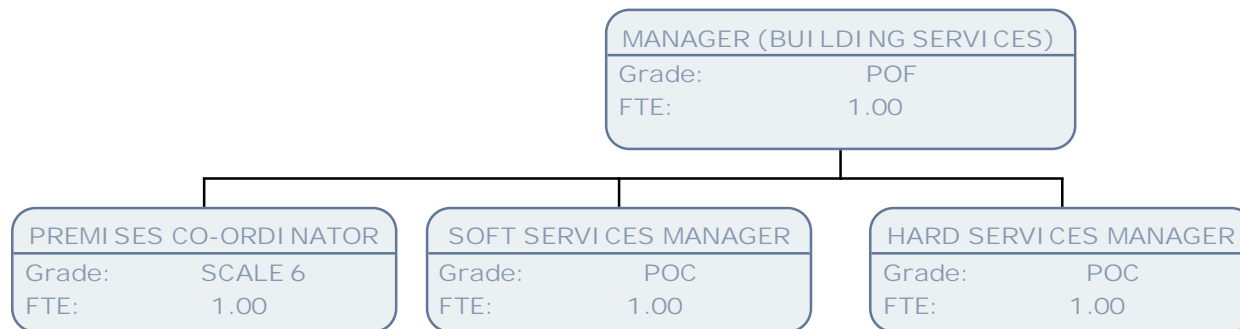 MANAGER (BUILDING SERVICES)
Grade: POF
FTE: 1.00
PREMISES CO-ORDINATOR
Grade: SCALE 6
FTE: 1.00
SOFT SERVICES MANAGER
Grade: POC
FTE: 1.00
HARD SERVICES MANAGER
Grade: POC
FTE: 1.00